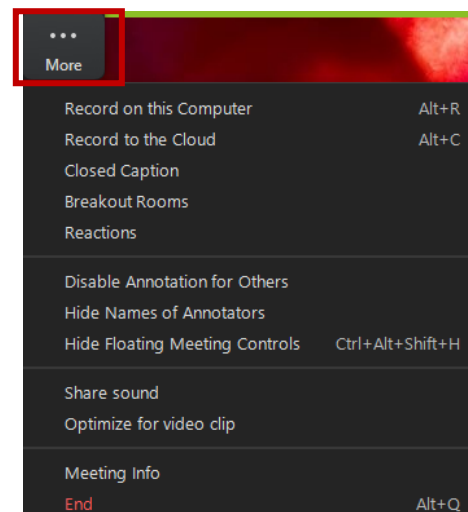 More
Record on this Computer Alt+R
Record to the Cloud Alt+C
Closed Caption
Breakout Rooms
Reactions
Disable Annotation for Others
Hide Names of Annotators
Hide Floating Meeting Controls Ctrl+Alt+Shift+H
Share sound
Optimize for video clip
Meeting Info
End Alt+Q